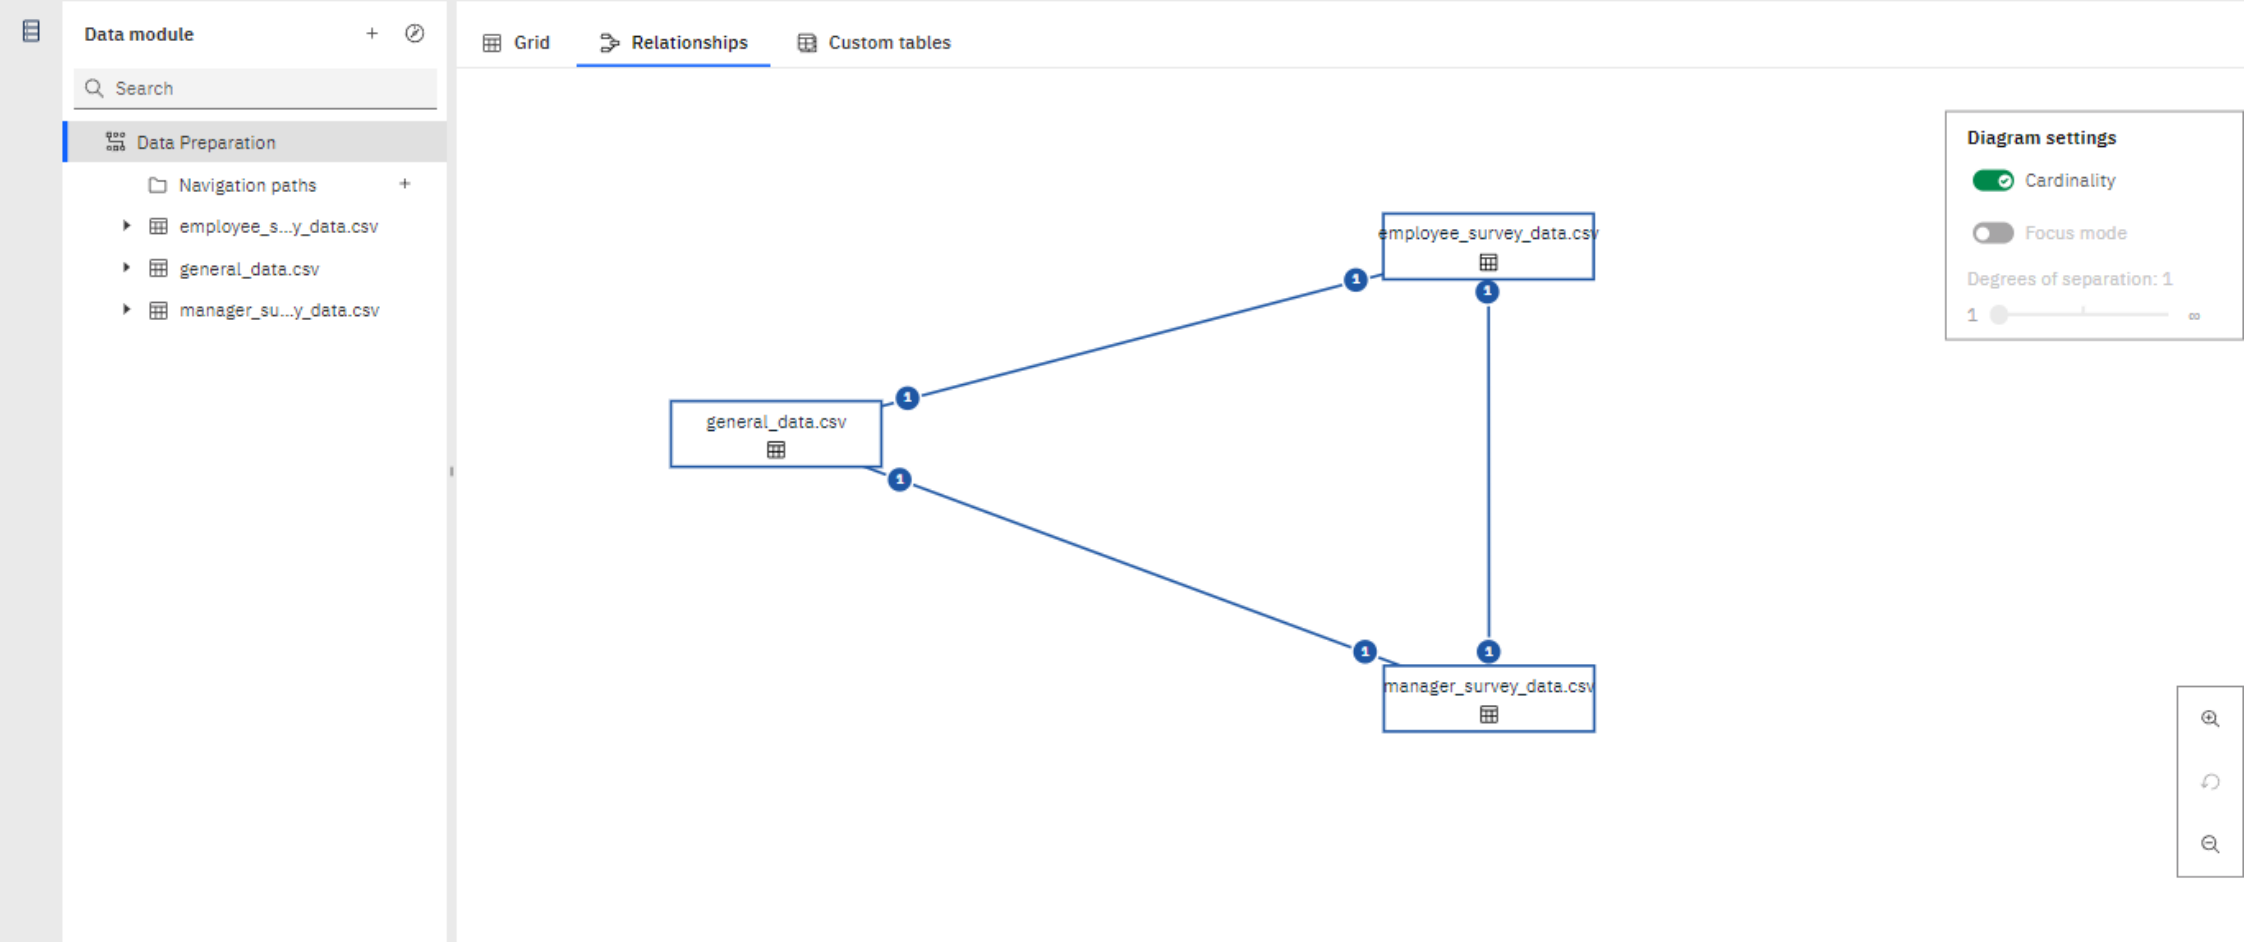 Data module
Search
Data Preparation
Navigation paths
employee_s...y_data.csv
general_data.csv
manager_su...y_data.csv
Grid
Relationships
Custom tables
employee_survey_data.csv
1
1
1
general_data.csv
1
1
1
manager_survey_data.csv
Diagram settings
Cardinality
Focus mode
Degrees of separation: 1
1 ∞